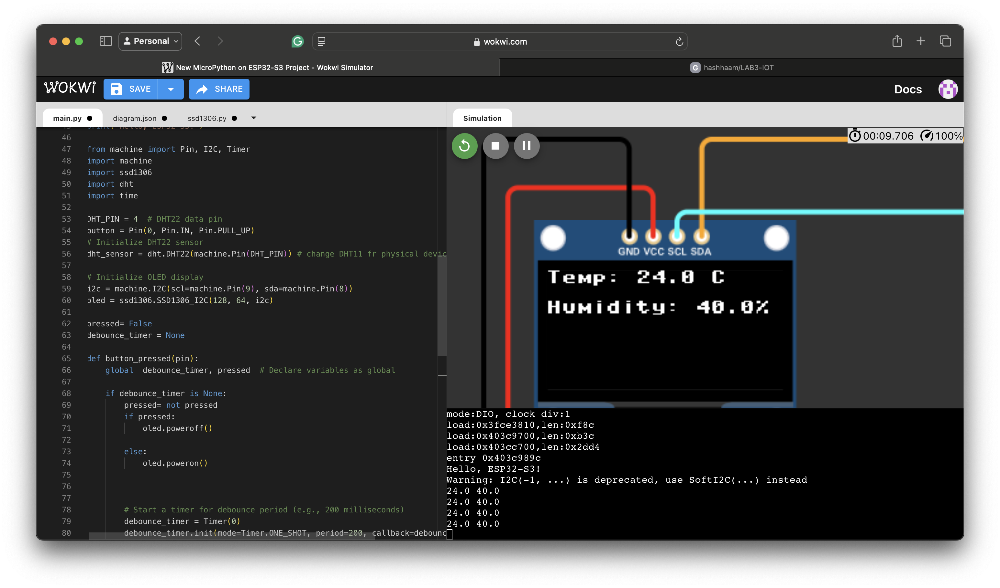 Personal
wokwi.com
New MicroPython on ESP32-S3 Project - Wokwi Simulator
G hashhaam/LAB3-IOT
WOKWi
SAVE
SHARE
Docs
main.py
diagram.json
ssd1306.py
Simulation
00:09.706 100%
46
47 from machine import Pin, I2C, Timer
48 import machine
49 import ssd1306
50 import dht
51 import time
52
53 DHT_PIN = 4  # DHT22 data pin
54 button = Pin(0, Pin.IN, Pin.PULL_UP)
55 # Initialize DHT22 sensor
56 dht_sensor = dht.DHT22(machine.Pin(DHT_PIN)) # change DHT11 fr physical devic
57
58 # Initialize OLED display
59 i2c = machine.I2C(scl=machine.Pin(9), sda=machine.Pin(8))
60 oled = ssd1306.SSD1306_I2C(128, 64, i2c)
61
62 pressed= False
63 debounce_timer = None
64
65 def button_pressed(pin):
66     global  debounce_timer, pressed  # Declare variables as global
67
68     if debounce_timer is None:
69         pressed= not pressed
70         if pressed:
71             oled.poweroff()
72
73         else:
74             oled.poweron()
75
76
77
78         # Start a timer for debounce period (e.g., 200 milliseconds)
79         debounce_timer = Timer(0)
80         debounce_timer.init(mode=Timer.ONE_SHOT, period=200, callback=debounc
GND VCC SCL SDA
Temp: 24.0 C
Humidity: 40.0%
mode:DIO, clock div:1
load:0x3fce3810,len:0xf8c
load:0x403c9700,len:0xb3c
load:0x403cc700,len:0x2dd4
entry 0x403c989c
Hello, ESP32-S3!
Warning: I2C(-1, ...) is deprecated, use SoftI2C(...) instead
24.0 40.0
24.0 40.0
24.0 40.0
24.0 40.0